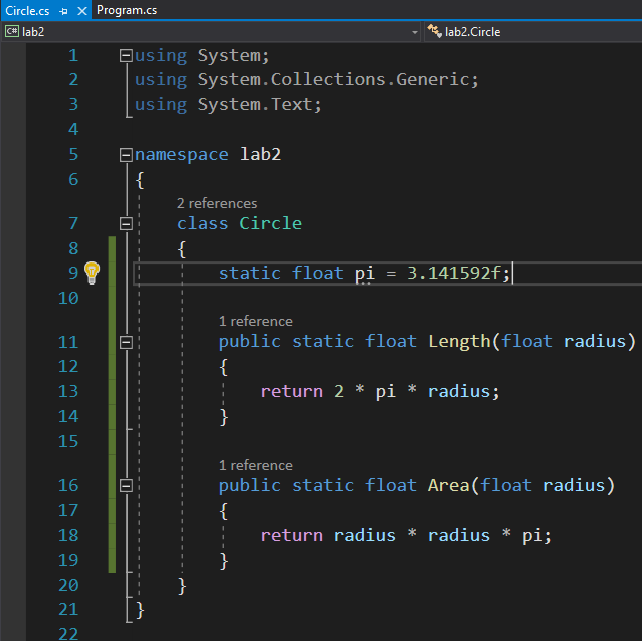 Circle.cs Program.cs
C# lab2 lab2.Circle
1 using System;
2 using System.Collections.Generic;
3 using System.Text;
4
5 namespace lab2
6 {
2 references
7 class Circle
8 {
9 static float pi = 3.141592f;
10
1 reference
11 public static float Length(float radius)
12 {
13 return 2 * pi * radius;
14 }
15
1 reference
16 public static float Area(float radius)
17 {
18 return radius * radius * pi;
19 }
20 }
21 }
22